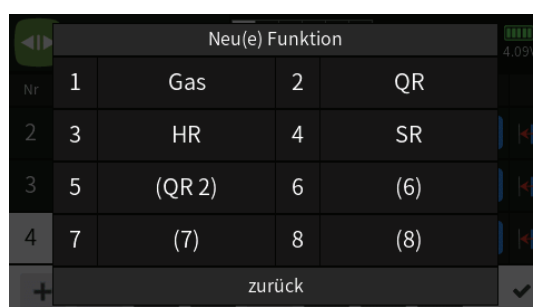 Neu(e) Funktion
4.09V
Nr
1 Gas 2 QR
2
3 HR 4 SR
3
5 (QR 2) 6 (6)
4
7 (7) 8 (8)
zurück